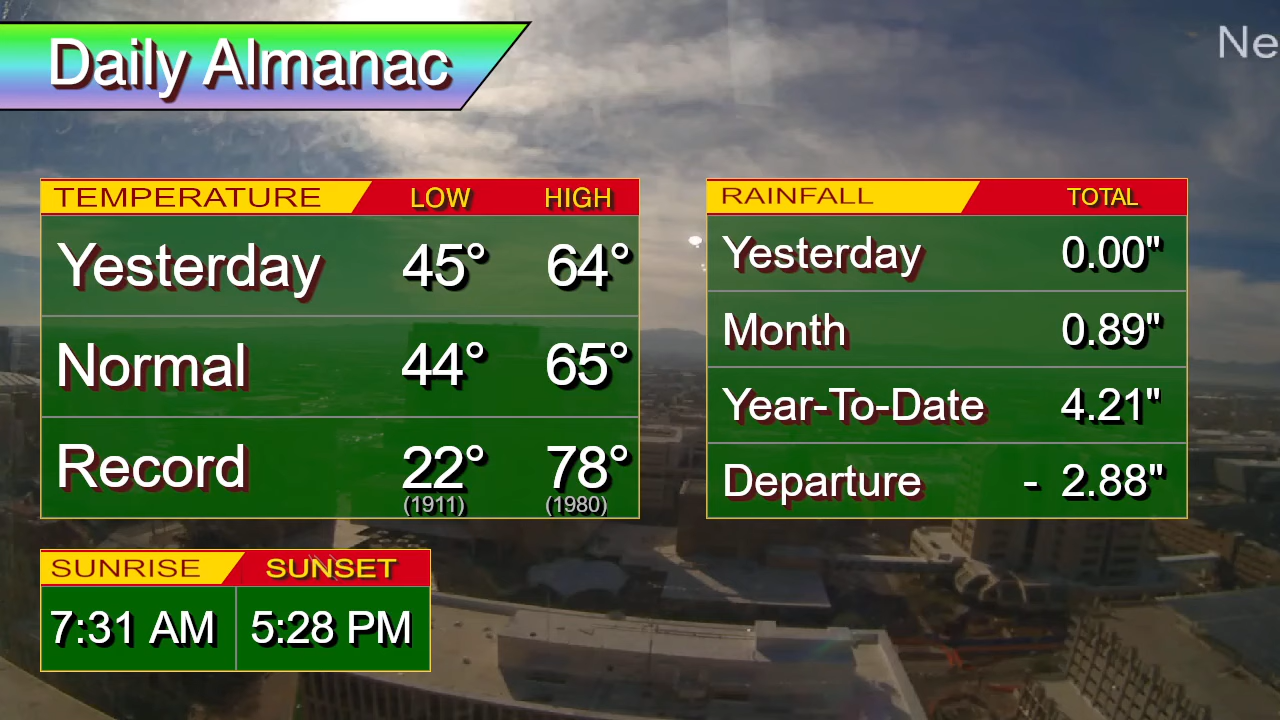 Daily Almanac
Ne
TEMPERATURE LOW HIGH
Yesterday 45° 64°
Normal 44° 65°
Record 22° 78°
(1911) (1980)
RAINFALL TOTAL
Yesterday 0.00"
Month 0.89"
Year-To-Date 4.21"
Departure - 2.88"
SUNRISE SUNSET
7:31 AM 5:28 PM